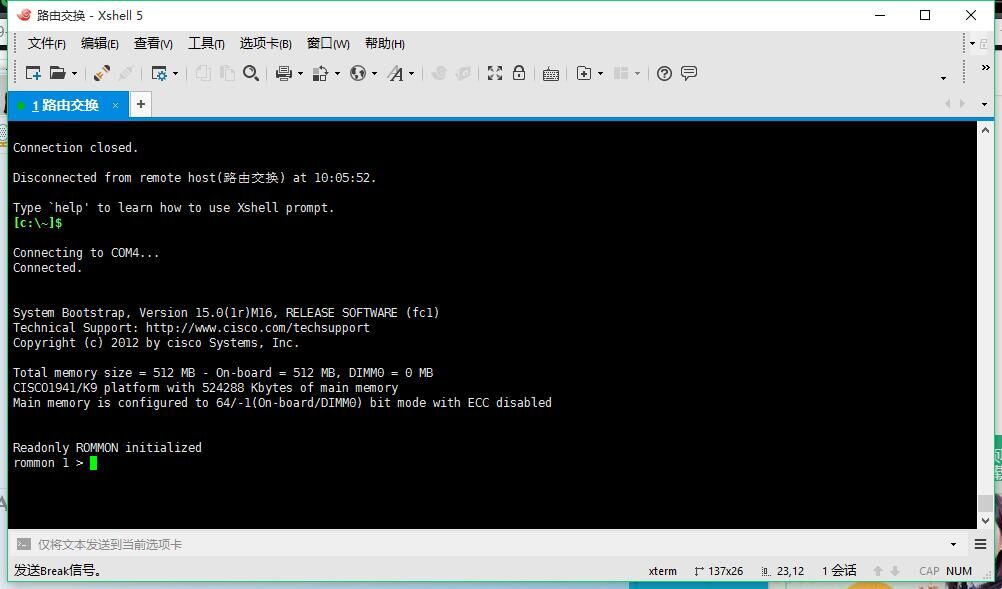 路由交换 - Xshell 5
文件(F) 编辑(E) 查看(V) 工具(T) 选项卡(B) 窗口(W) 帮助(H)
1 路由交换
Connection closed.
Disconnected from remote host(路由交换) at 10:05:52.
Type `help' to learn how to use Xshell prompt.
[c:\~]$
Connecting to COM4...
Connected.
System Bootstrap, Version 15.0(1r)M16, RELEASE SOFTWARE (fc1)
Technical Support: http://www.cisco.com/techsupport
Copyright (c) 2012 by cisco Systems, Inc.
Total memory size = 512 MB - On-board = 512 MB, DIMM0 = 0 MB
CISCO1941/K9 platform with 524288 Kbytes of main memory
Main memory is configured to 64/-1(On-board/DIMM0) bit mode with ECC disabled
Readonly ROMMON initialized
rommon 1 >
仅将文本发送到当前选项卡
发送Break信号。 xterm 137x26 23,12 1 会话 CAP NUM